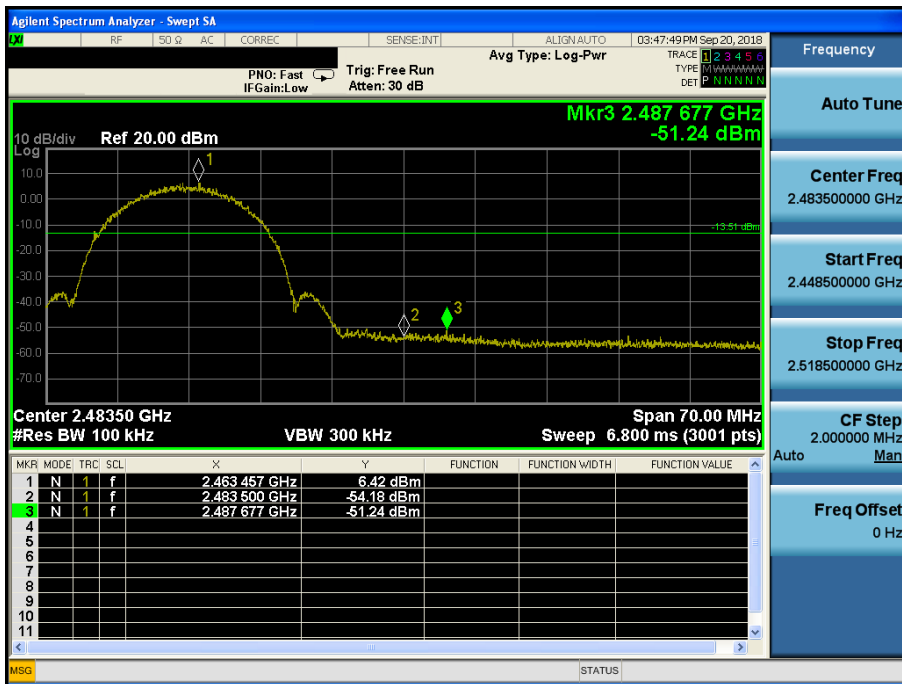 Agilent Spectrum Analyzer - Swept SA
LXI RF 50 Ω AC CORREC SENSE:INT ALIGN AUTO 03:47:49 PM Sep 20, 2018
Avg Type: Log-Pwr TRACE 1 2 3 4 5 6
PNO: Fast Trig: Free Run TYPE M W W W W W
IFGain:Low Atten: 30 dB DET P N N N N N
Mkr3 2.487 677 GHz
-51.24 dBm
10 dB/div Ref 20.00 dBm
Log
1
10.0
0.00
-10.0
-13.51 dBm
-20.0
-30.0
-40.0
2 3
-50.0
-60.0
-70.0
Center 2.48350 GHz Span 70.00 MHz
#Res BW 100 kHz VBW 300 kHz Sweep 6.800 ms (3001 pts)
MKR MODE TRC SCL X Y FUNCTION FUNCTION WIDTH FUNCTION VALUE
1 N 1 f 2.463 457 GHz 6.42 dBm
2 N 1 f 2.483 500 GHz -54.18 dBm
3 N 1 f 2.487 677 GHz -51.24 dBm
4
5
6
7
8
9
10
11
MSG STATUS
Frequency
Auto Tune
Center Freq
2.483500000 GHz
Start Freq
2.448500000 GHz
Stop Freq
2.518500000 GHz
CF Step
2.000000 MHz
Auto Man
Freq Offset
0 Hz